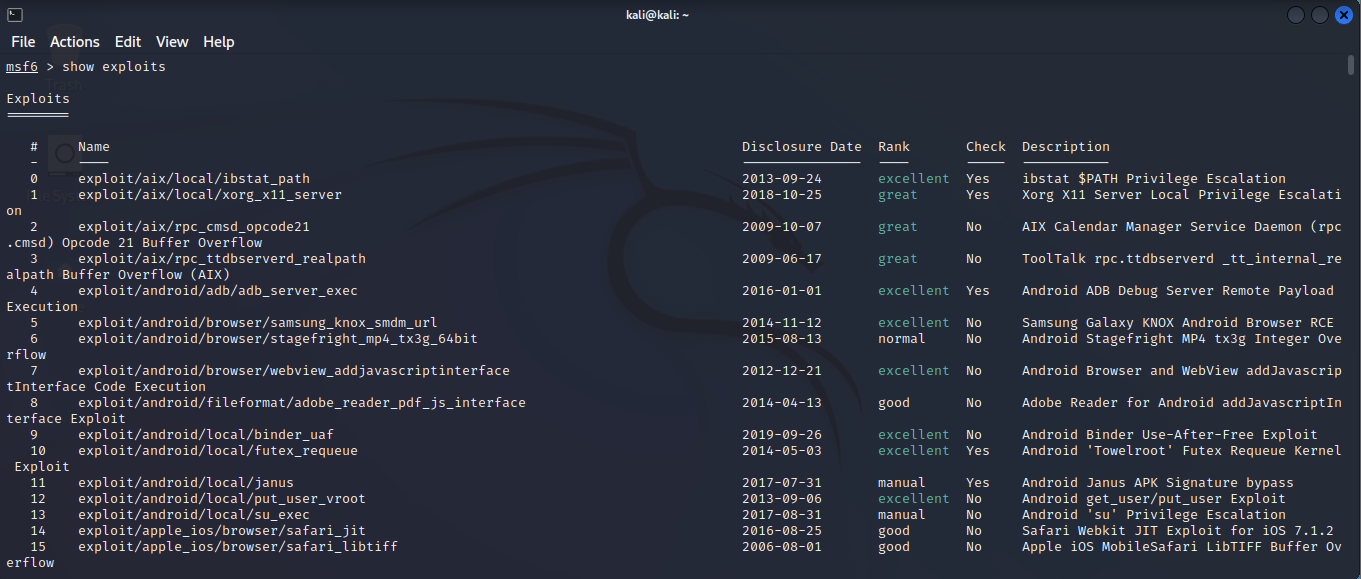 kali@kali: ~
File Actions Edit View Help
msf6 > show exploits
Exploits
========
# Name Disclosure Date Rank Check Description
- ---- --------------- ---- ----- -----------
0 exploit/aix/local/ibstat_path 2013-09-24 excellent Yes ibstat $PATH Privilege Escalation
1 exploit/aix/local/xorg_x11_server 2018-10-25 great Yes Xorg X11 Server Local Privilege Escalati
on
2 exploit/aix/rpc_cmsd_opcode21 2009-10-07 great No AIX Calendar Manager Service Daemon (rpc
.cmsd) Opcode 21 Buffer Overflow
3 exploit/aix/rpc_ttdbserverd_realpath 2009-06-17 great No ToolTalk rpc.ttdbserverd _tt_internal_re
alpath Buffer Overflow (AIX)
4 exploit/android/adb/adb_server_exec 2016-01-01 excellent Yes Android ADB Debug Server Remote Payload
Execution
5 exploit/android/browser/samsung_knox_smdm_url 2014-11-12 excellent No Samsung Galaxy KNOX Android Browser RCE
6 exploit/android/browser/stagefright_mp4_tx3g_64bit 2015-08-13 normal No Android Stagefright MP4 tx3g Integer Ove
rflow
7 exploit/android/browser/webview_addjavascriptinterface 2012-12-21 excellent No Android Browser and WebView addJavascrip
tInterface Code Execution
8 exploit/android/fileformat/adobe_reader_pdf_js_interface 2014-04-13 good No Adobe Reader for Android addJavascriptIn
terface Exploit
9 exploit/android/local/binder_uaf 2019-09-26 excellent No Android Binder Use-After-Free Exploit
10 exploit/android/local/futex_requeue 2014-05-03 excellent Yes Android 'Towelroot' Futex Requeue Kernel
Exploit
11 exploit/android/local/janus 2017-07-31 manual Yes Android Janus APK Signature bypass
12 exploit/android/local/put_user_vroot 2013-09-06 excellent No Android get_user/put_user Exploit
13 exploit/android/local/su_exec 2017-08-31 manual No Android 'su' Privilege Escalation
14 exploit/apple_ios/browser/safari_jit 2016-08-25 good No Safari Webkit JIT Exploit for iOS 7.1.2
15 exploit/apple_ios/browser/safari_libtiff 2006-08-01 good No Apple iOS MobileSafari LibTIFF Buffer Ov
erflow